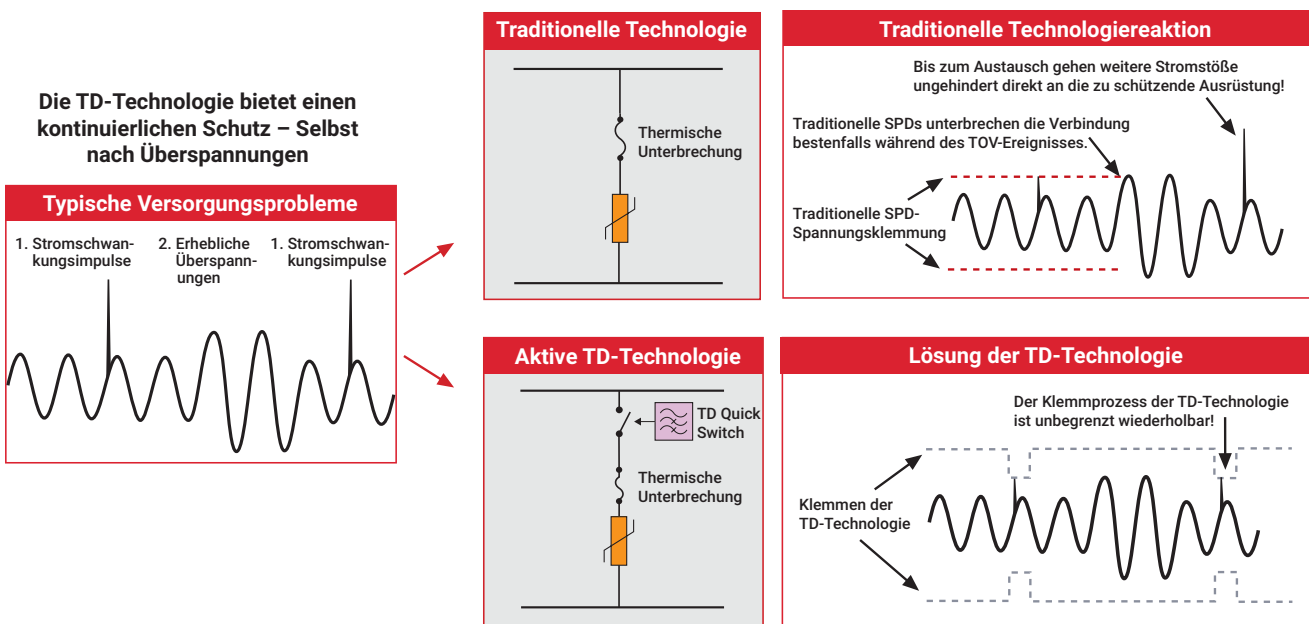 Die TD-Technologie bietet einen
kontinuierlichen Schutz – Selbst
nach Überspannungen
Typische Versorgungsprobleme
1. Stromschwan-
kungsimpulse
2. Erhebliche
Überspann-
ungen
1. Stromschwan-
kungsimpulse
Traditionelle Technologie
Thermische
Unterbrechung
Traditionelle Technologiereaktion
Bis zum Austausch gehen weitere Stromstöße
ungehindert direkt an die zu schützende Ausrüstung!
Traditionelle SPDs unterbrechen die Verbindung
bestenfalls während des TOV-Ereignisses.
Traditionelle SPD-
Spannungsklemmung
Aktive TD-Technologie
TD Quick
Switch
Thermische
Unterbrechung
Lösung der TD-Technologie
Der Klemmprozess der TD-Technologie
ist unbegrenzt wiederholbar!
Klemmen der
TD-Technologie